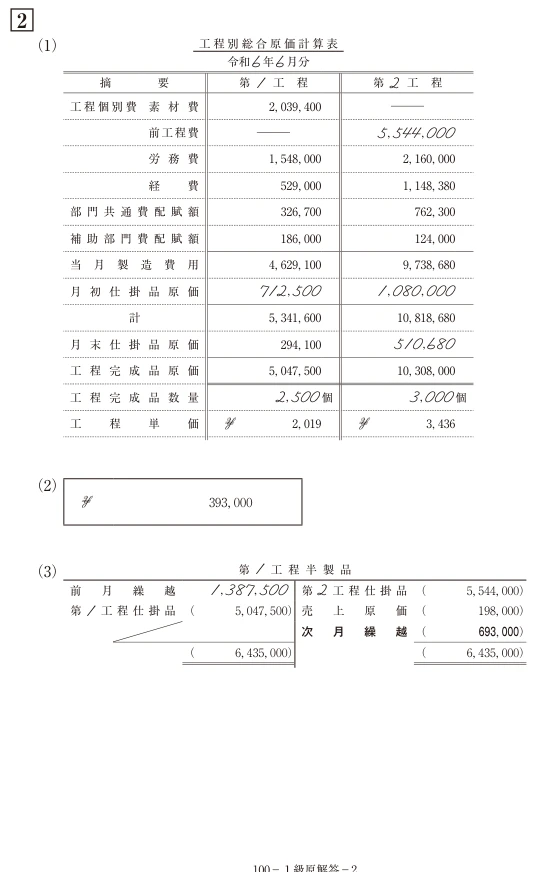 2
(1)
工程別総合原価計算表
令和6年6月分
摘要 第1工程 第2工程
工程個別費 素材費 2,039,400 ――
前工程費 ―― 5,544,000
労務費 1,548,000 2,160,000
経費 529,000 1,148,380
部門共通費配賦額 326,700 762,300
補助部門費配賦額 186,000 124,000
当月製造費用 4,629,100 9,738,680
月初仕掛品原価 712,500 1,080,000
計 5,341,600 10,818,680
月末仕掛品原価 294,100 510,680
工程完成品原価 5,047,500 10,308,000
工程完成品数量 2,500個 3,000個
工程単価 ¥ 2,019 ¥ 3,436
(2)
¥ 393,000
(3)
第1工程半製品
前月繰越 1,387,500 第2工程仕掛品 ( 5,544,000)
第1工程仕掛品 ( 5,047,500) 売上原価 ( 198,000)
次月繰越 ( 693,000)
( 6,435,000) ( 6,435,000)
100－1級原解答－2